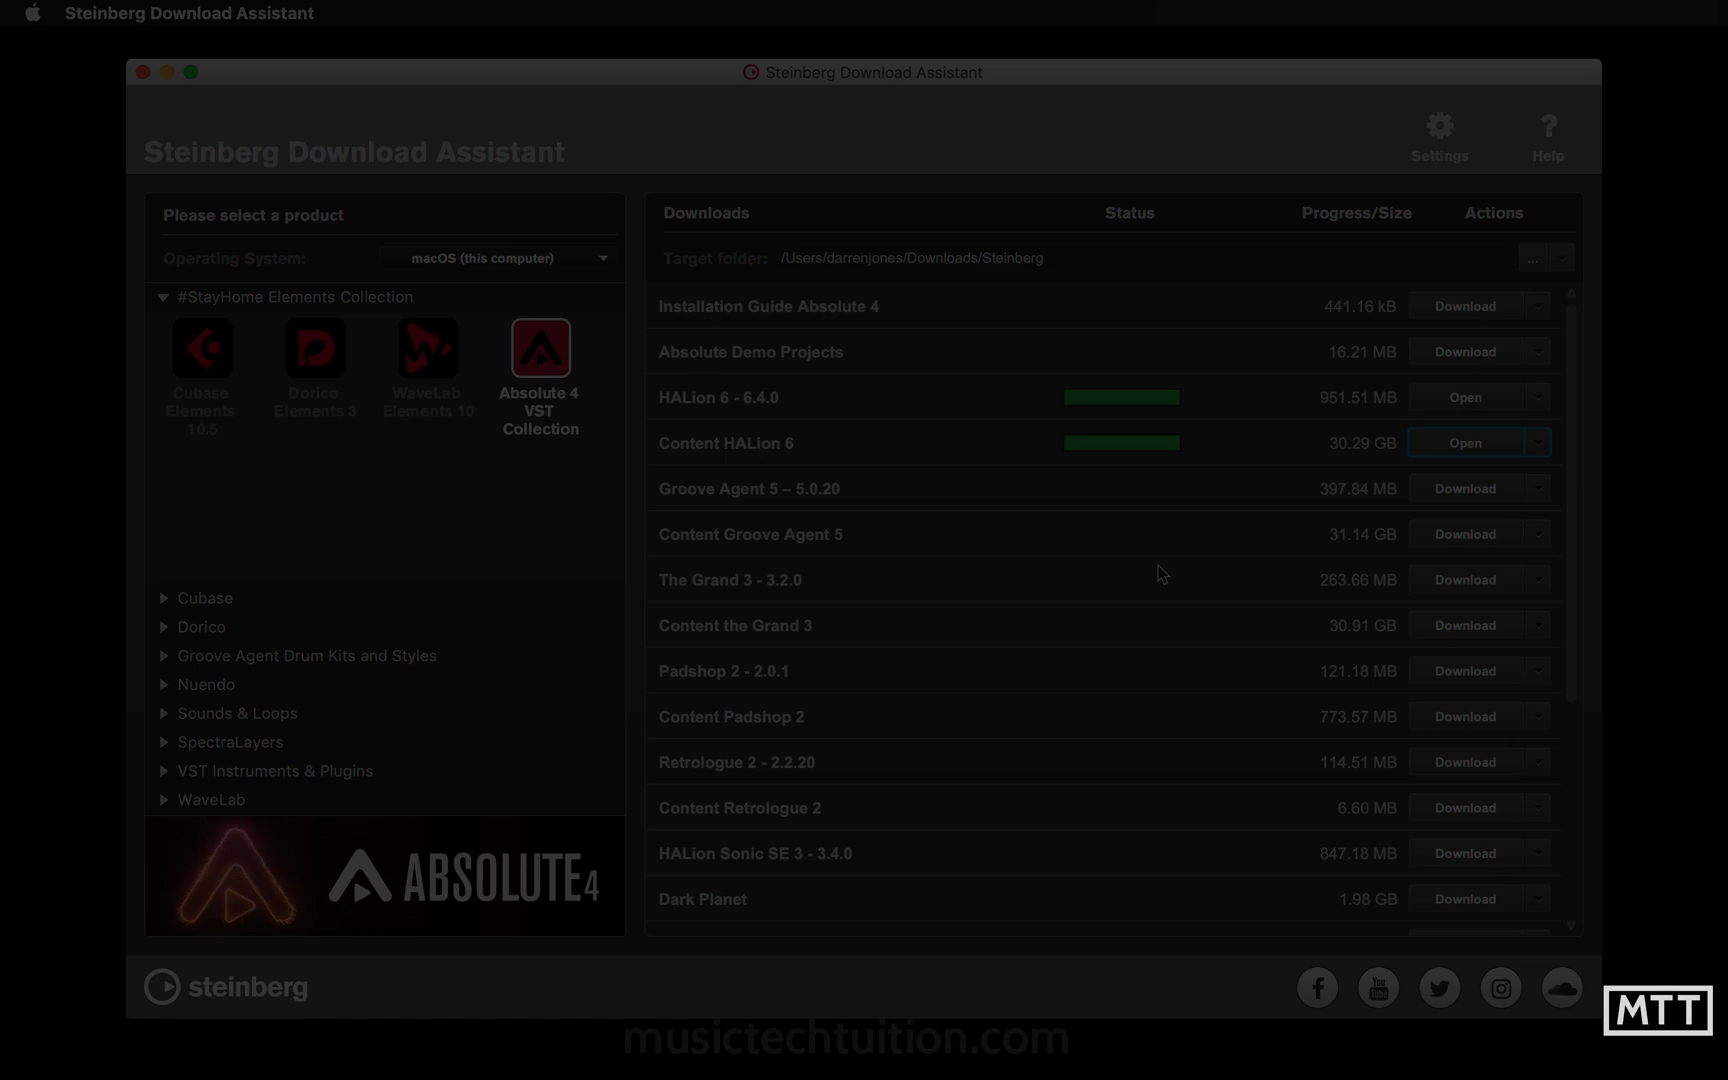 Steinberg Download Assistant
Steinberg Download Assistant
Steinberg Download Assistant
Settings
Help
Please select a product
Operating System:
macOS (this computer)
#StayHome Elements Collection
Cubase
Elements
10.5
Dorico
Elements 3
WaveLab
Elements 10
Absolute 4
VST
Collection
Cubase
Dorico
Groove Agent Drum Kits and Styles
Nuendo
Sounds & Loops
SpectraLayers
VST Instruments & Plugins
WaveLab
ABSOLUTE 4
Downloads Status Progress/Size Actions
Target folder: /Users/darrenjones/Downloads/Steinberg ...
Installation Guide Absolute 4 441.16 kB Download
Absolute Demo Projects 16.21 MB Download
HALion 6 - 6.4.0 951.51 MB Open
Content HALion 6 30.29 GB Open
Groove Agent 5 – 5.0.20 397.84 MB Download
Content Groove Agent 5 31.14 GB Download
The Grand 3 - 3.2.0 263.66 MB Download
Content the Grand 3 30.91 GB Download
Padshop 2 - 2.0.1 121.18 MB Download
Content Padshop 2 773.57 MB Download
Retrologue 2 - 2.2.20 114.51 MB Download
Content Retrologue 2 6.60 MB Download
HALion Sonic SE 3 - 3.4.0 847.18 MB Download
Dark Planet 1.98 GB Download
steinberg
You
Tube
MTT
musictechtuition.com